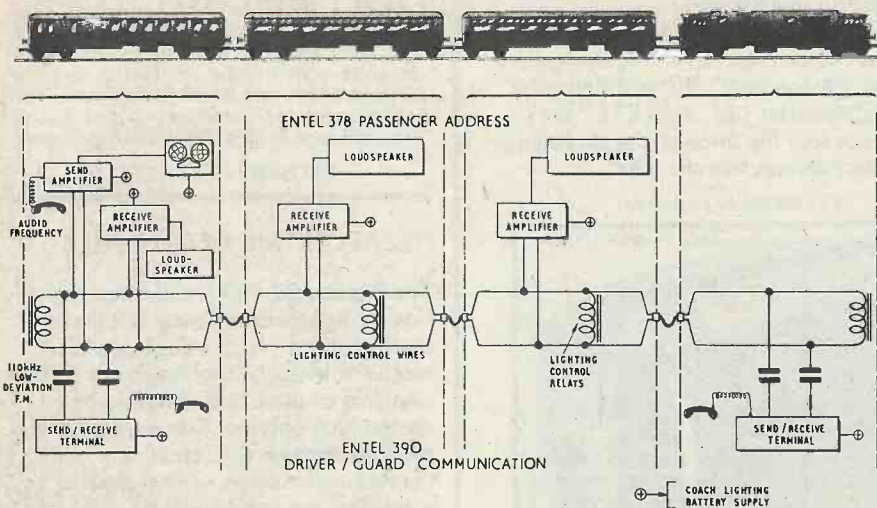 ENTEL 378 PASSENGER ADDRESS
SEND
AMPLIFIER
AUDIO
FREQUENCY
RECEIVE
AMPLIFIER
LOUD-
SPEAKER
LOUDSPEAKER
RECEIVE
AMPLIFIER
LOUDSPEAKER
RECEIVE
AMPLIFIER
110kHz
LOW-
DEVIATION
F.M.
LIGHTING CONTROL WIRES
LIGHTING
CONTROL
RELAYS
SEND / RECEIVE
TERMINAL
ENTEL 390
DRIVER / GUARD COMMUNICATION
SEND / RECEIVE
TERMINAL
COACH LIGHTING
BATTERY SUPPLY